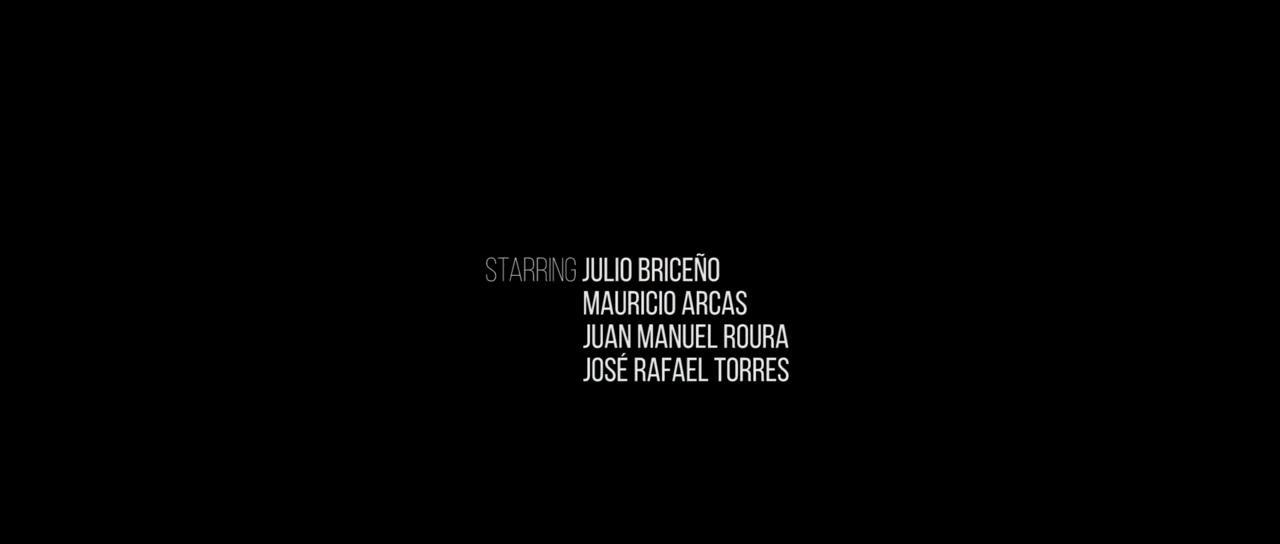 STARRING JULIO BRICEÑO
MAURICIO ARCAS
JUAN MANUEL ROURA
JOSÉ RAFAEL TORRES